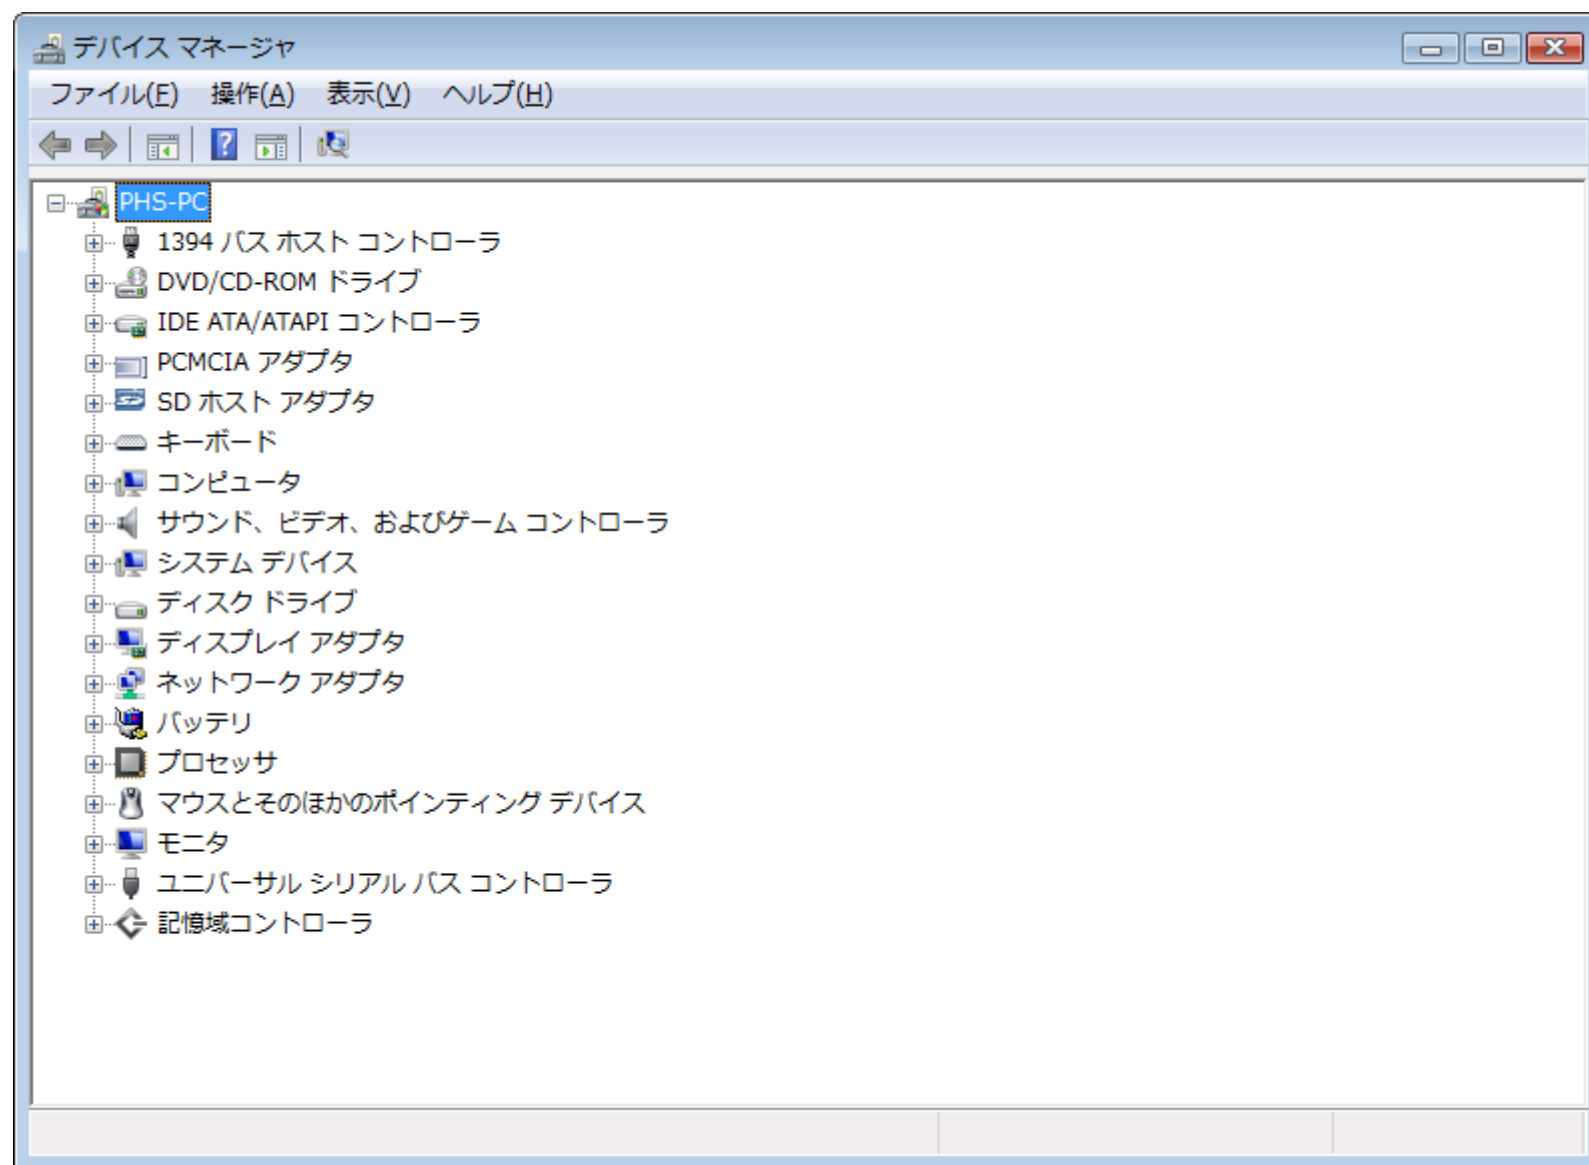 デバイス マネージャ
ファイル(F) 操作(A) 表示(V) ヘルプ(H)
PHS-PC
1394 バス ホスト コントローラ
DVD/CD-ROM ドライブ
IDE ATA/ATAPI コントローラ
PCMCIA アダプタ
SD ホスト アダプタ
キーボード
コンピュータ
サウンド、ビデオ、およびゲーム コントローラ
システム デバイス
ディスク ドライブ
ディスプレイ アダプタ
ネットワーク アダプタ
バッテリ
プロセッサ
マウスとそのほかのポインティング デバイス
モニタ
ユニバーサル シリアル バス コントローラ
記憶域コントローラ